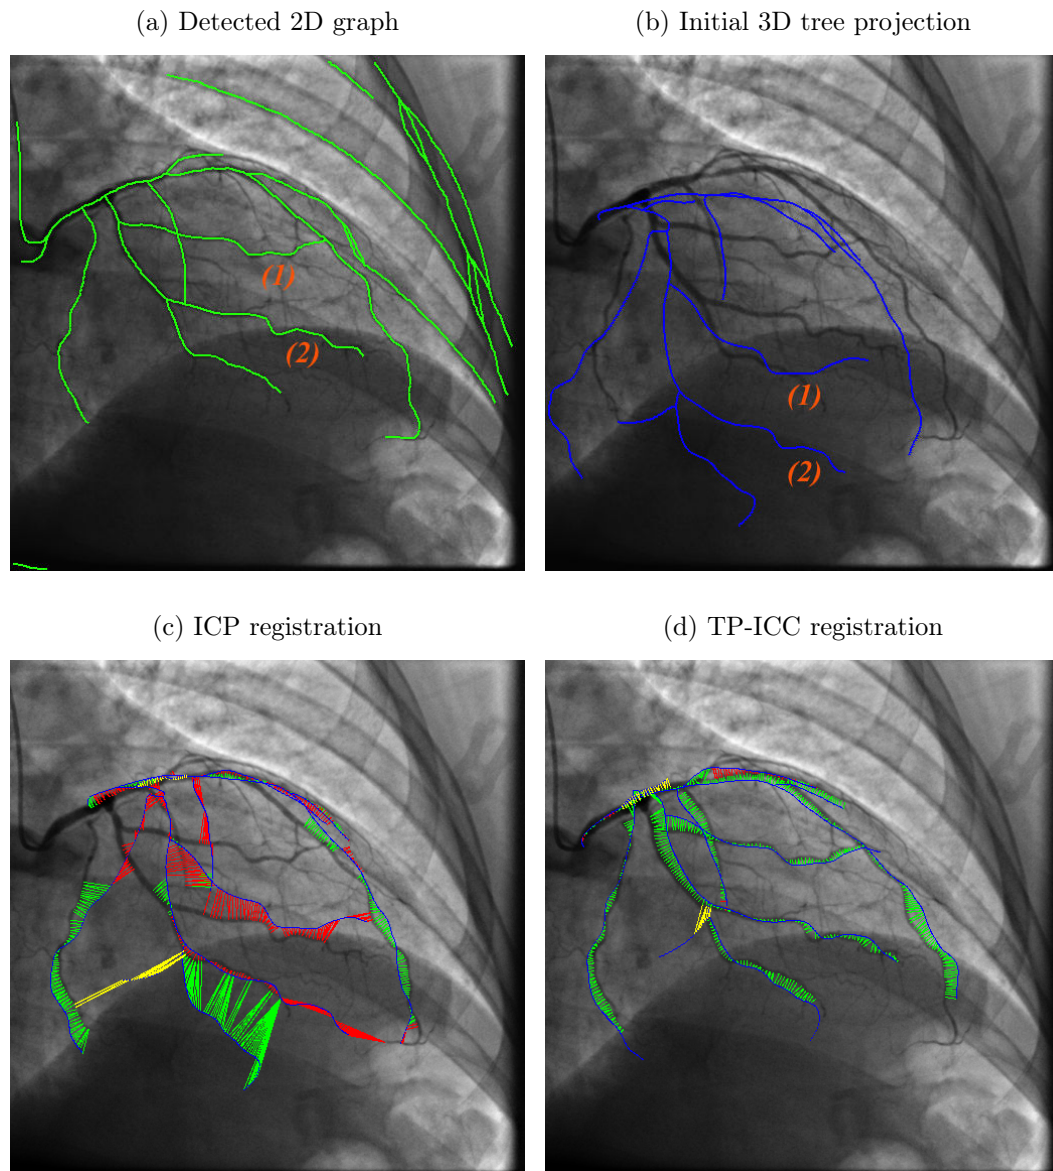 (a) Detected 2D graph
(b) Initial 3D tree projection
(1)
(2)
(1)
(2)
(c) ICP registration
(d) TP-ICC registration